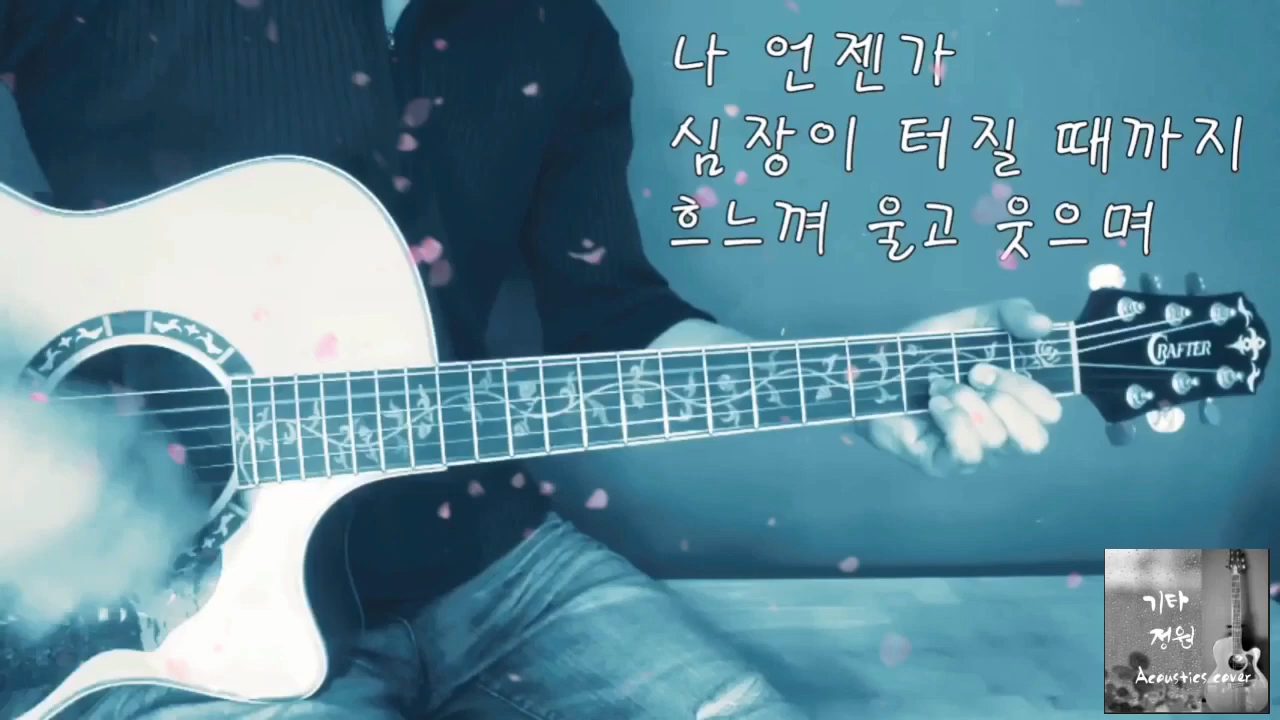 나 언젠가
심장이 터질 때까지
흐느껴 울고 웃으며
CRAFTER
기타
정원
Acoustics cover